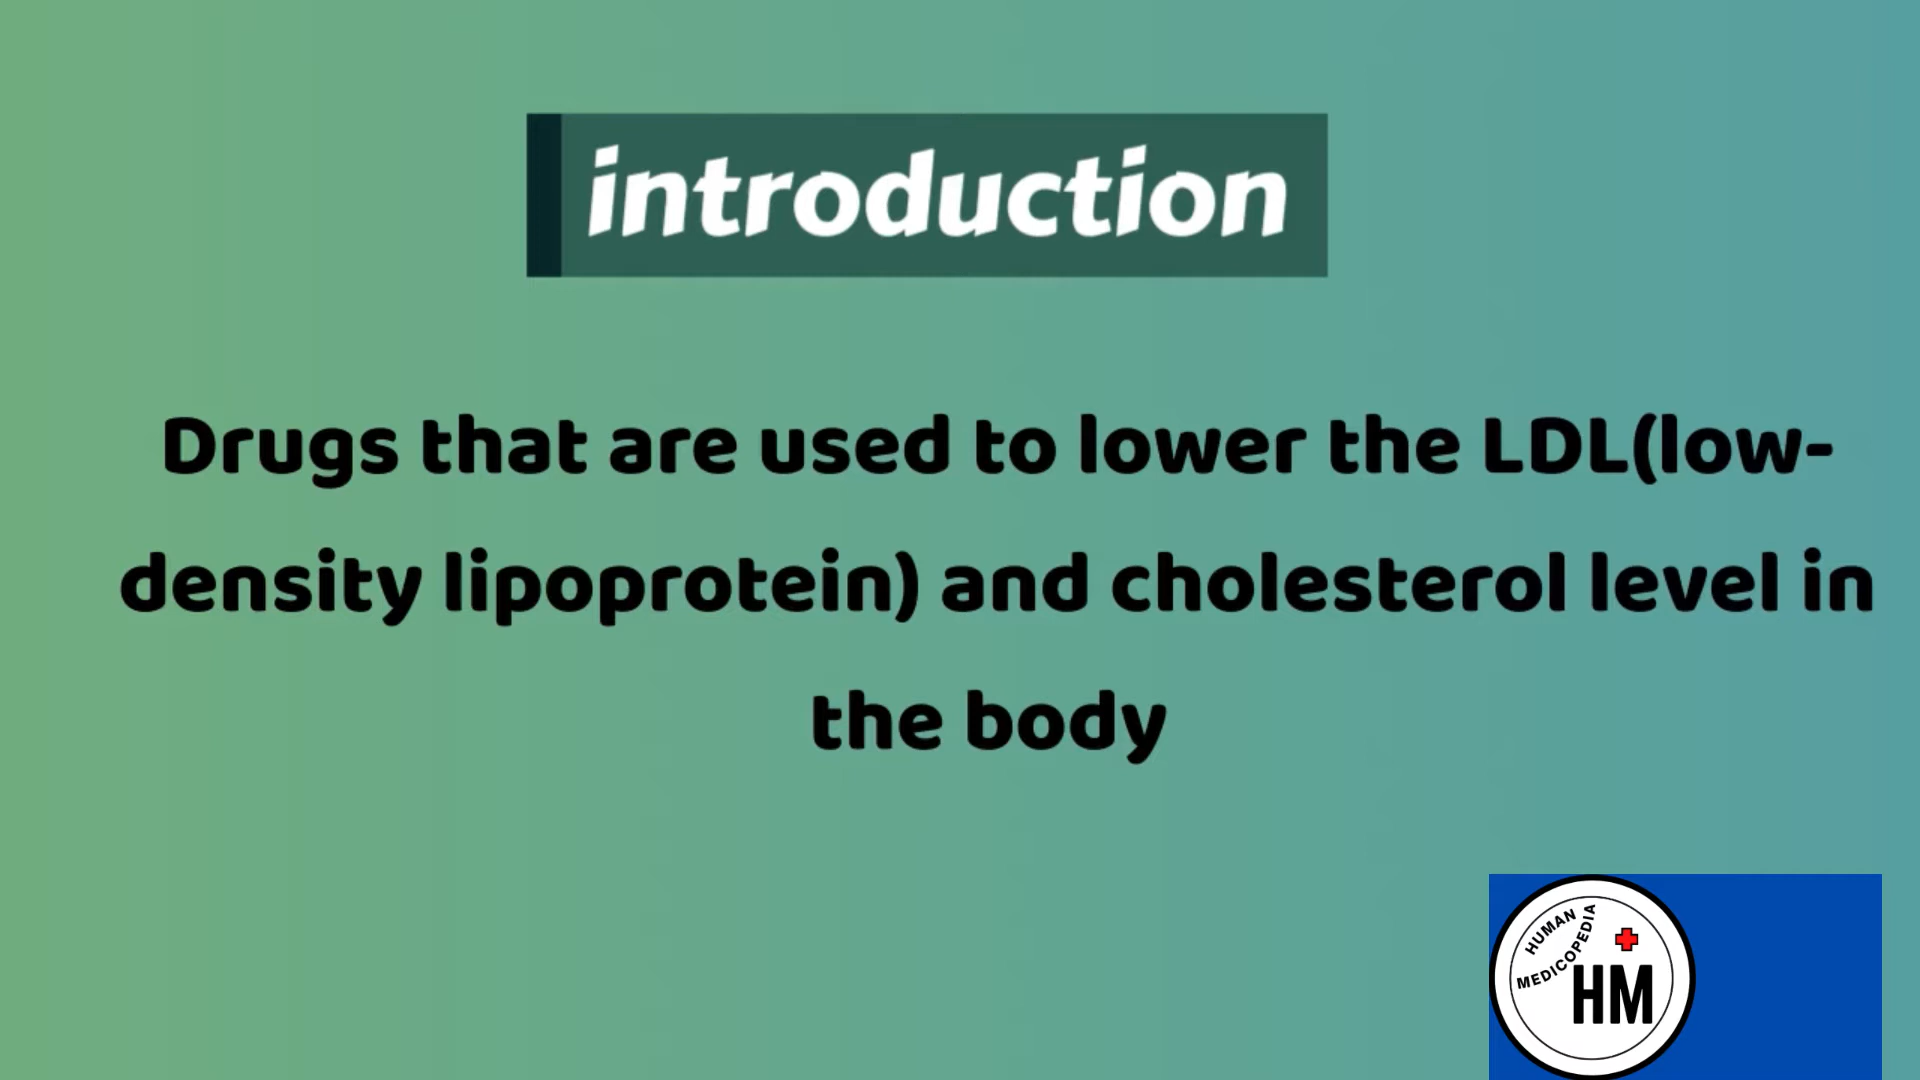 introduction
Drugs that are used to lower the LDL(low-
density lipoprotein) and cholesterol level in
the body
HUMAN
MEDICOPEDIA
HM